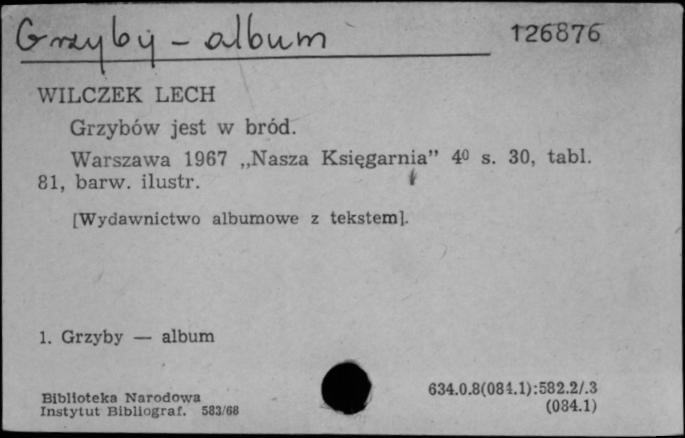 Grzyby - album 126876
WILCZEK LECH
Grzybów jest w bród.
Warszawa 1967 „Nasza Księgarnia” 4⁰ s. 30, tabl.
81, barw. ilustr.
[Wydawnictwo albumowe z tekstem].
1. Grzyby — album
Biblioteka Narodowa
Instytut Bibliograf. 583/68
634.0.8(084.1):582.2/.3
(084.1)